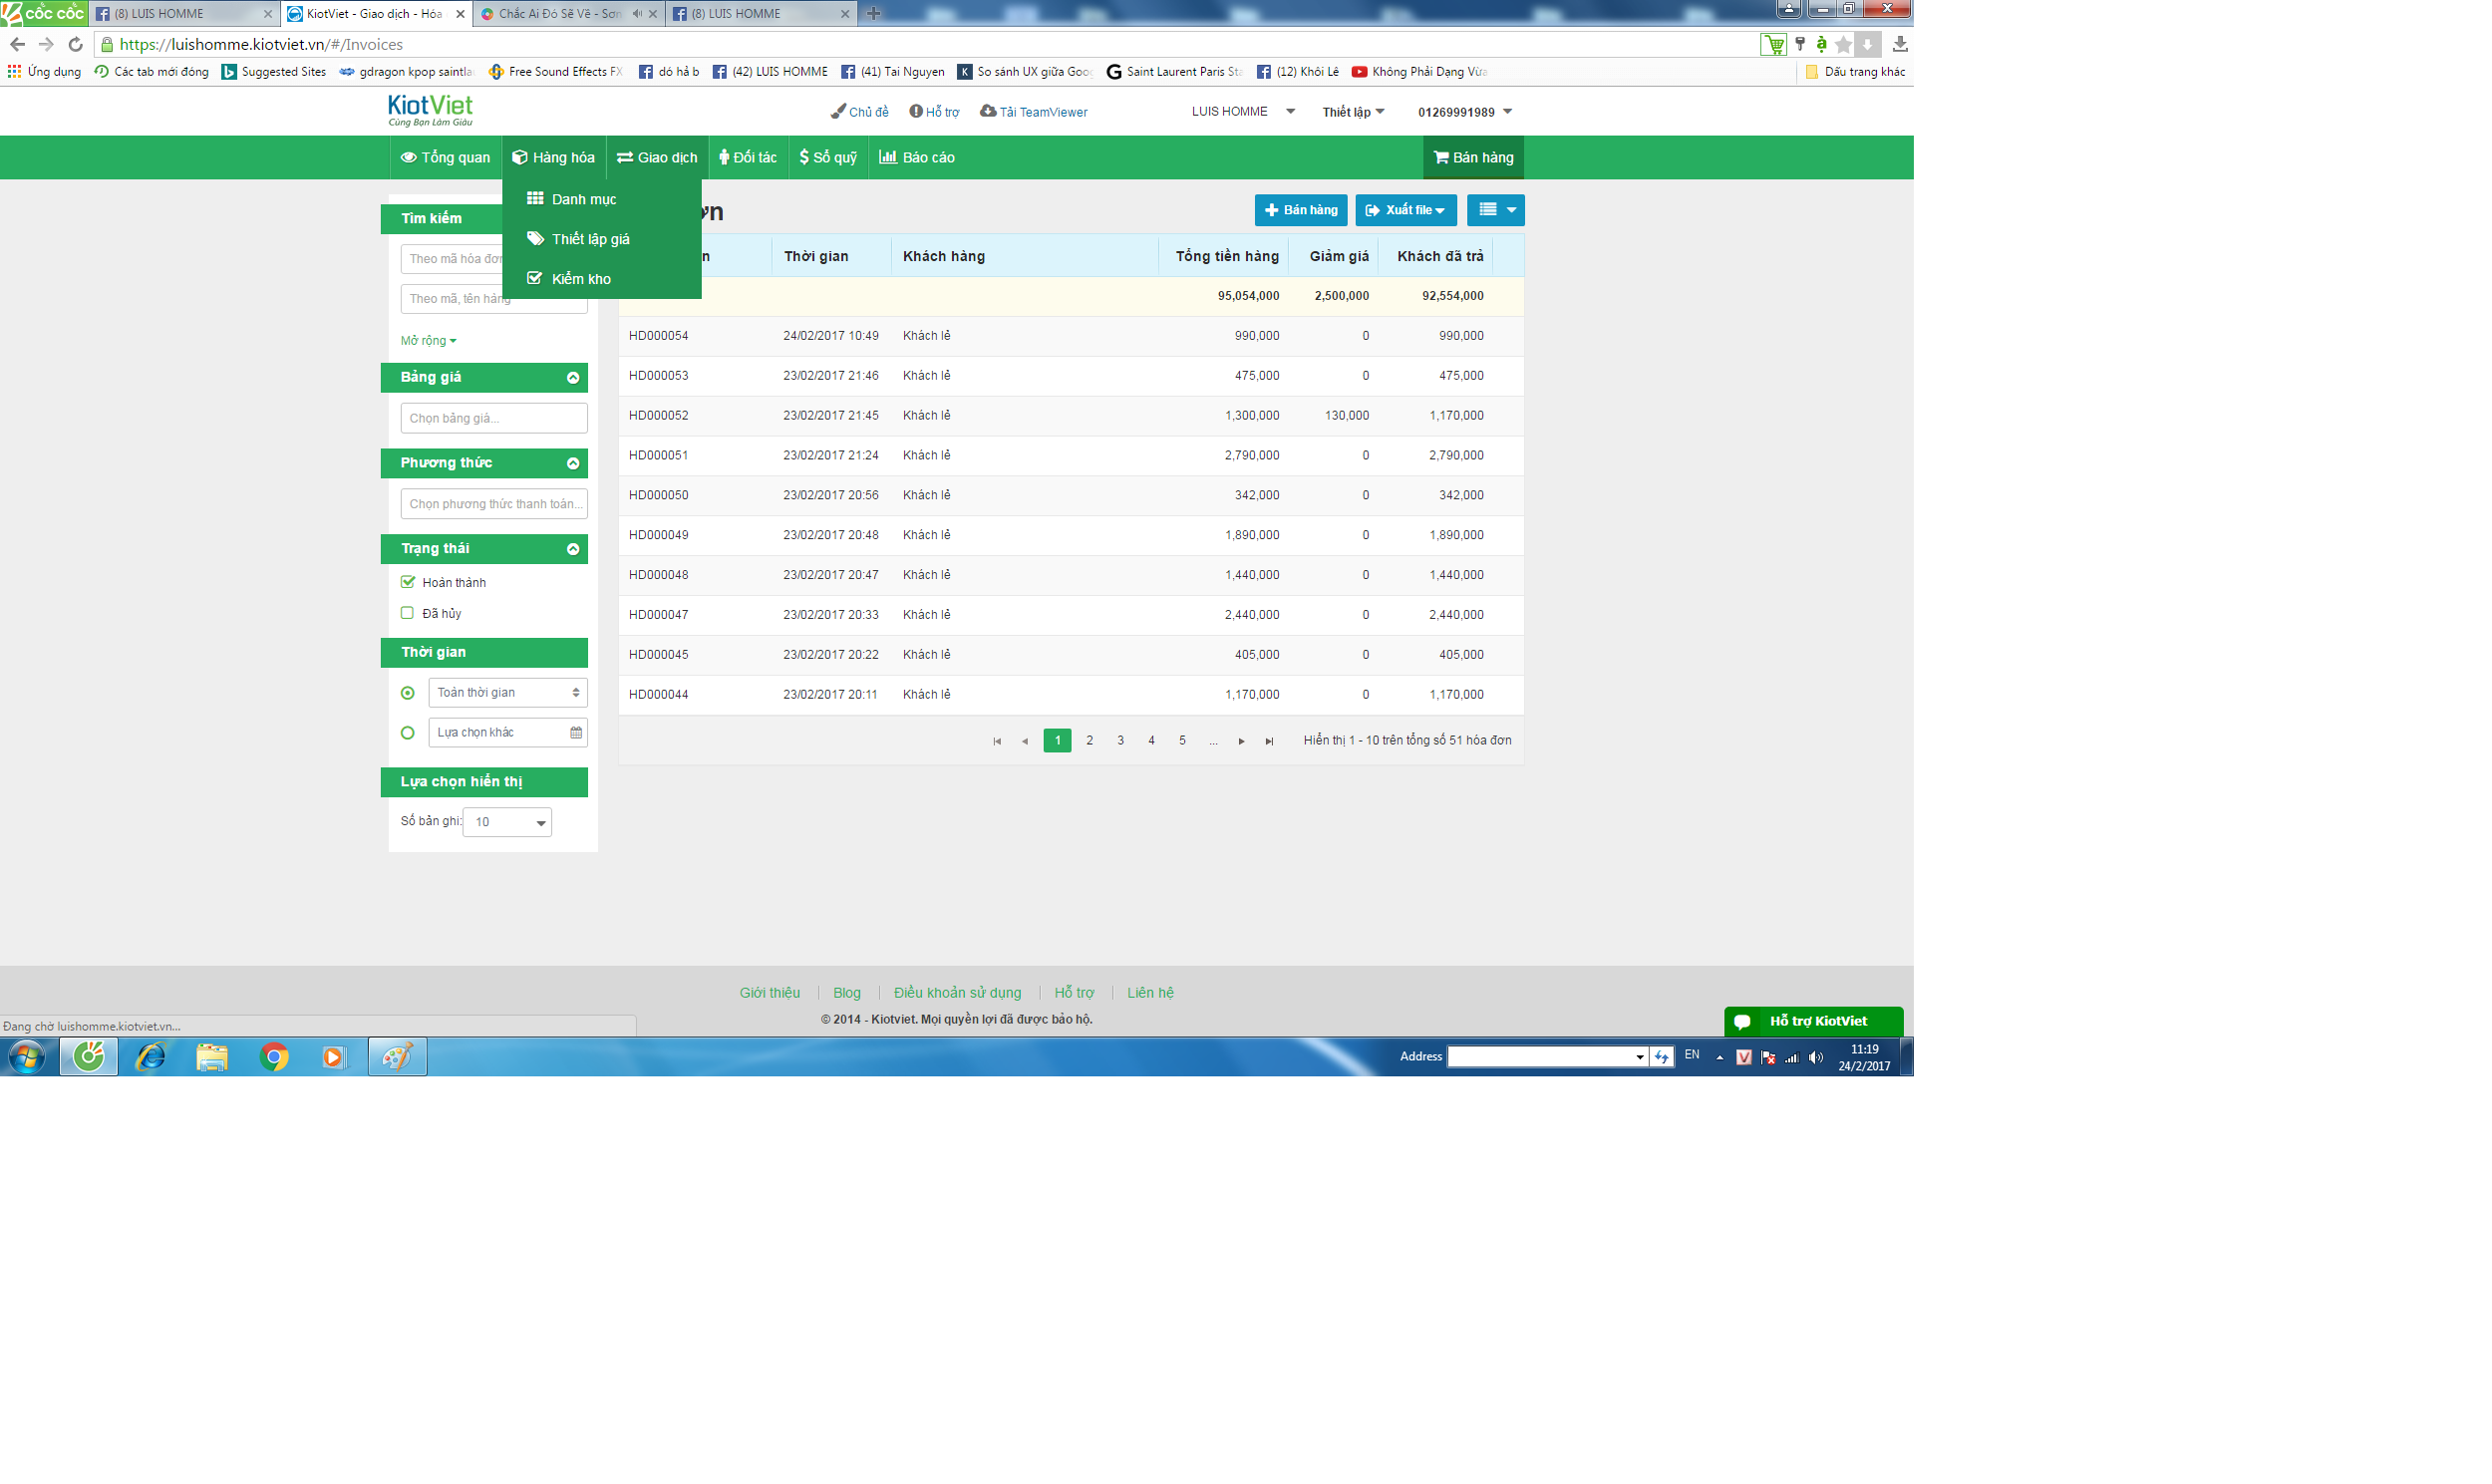 cốc cốc (8) LUIS HOMME KiotViet - Giao dịch - Hóa Chắc Ai Đó Sẽ Về - Sơn (8) LUIS HOMME
https://luishomme.kiotviet.vn/#/Invoices
Ứng dụng Các tab mới đóng Suggested Sites gdragon kpop saintla Free Sound Effects FX dó hả b (42) LUIS HOMME (41) Tai Nguyen So sánh UX giữa Goog Saint Laurent Paris Sta (12) Khôi Lê Không Phải Dạng Vừa Dấu trang khác
KiotViet
Cùng Bạn Làm Giàu
Chủ đề Hỗ trợ Tải TeamViewer LUIS HOMME Thiết lập 01269991989
Tổng quan Hàng hóa Giao dịch Đối tác Sổ quỹ Báo cáo Bán hàng
Danh mục
Thiết lập giá
Kiểm kho
ơn
Bán hàng Xuất file
Tìm kiếm
Theo mã hóa đơn
Theo mã, tên hàng
Mở rộng
Bảng giá
Chọn bảng giá...
Phương thức
Chọn phương thức thanh toán...
Trạng thái
Hoàn thành
Đã hủy
Thời gian
Toàn thời gian
Lựa chọn khác
Lựa chọn hiển thị
Số bản ghi: 10
n Thời gian Khách hàng Tổng tiền hàng Giảm giá Khách đã trả
95,054,000 2,500,000 92,554,000
HD000054 24/02/2017 10:49 Khách lẻ 990,000 0 990,000
HD000053 23/02/2017 21:46 Khách lẻ 475,000 0 475,000
HD000052 23/02/2017 21:45 Khách lẻ 1,300,000 130,000 1,170,000
HD000051 23/02/2017 21:24 Khách lẻ 2,790,000 0 2,790,000
HD000050 23/02/2017 20:56 Khách lẻ 342,000 0 342,000
HD000049 23/02/2017 20:48 Khách lẻ 1,890,000 0 1,890,000
HD000048 23/02/2017 20:47 Khách lẻ 1,440,000 0 1,440,000
HD000047 23/02/2017 20:33 Khách lẻ 2,440,000 0 2,440,000
HD000045 23/02/2017 20:22 Khách lẻ 405,000 0 405,000
HD000044 23/02/2017 20:11 Khách lẻ 1,170,000 0 1,170,000
1 2 3 4 5 ... Hiển thị 1 - 10 trên tổng số 51 hóa đơn
Giới thiệu Blog Điều khoản sử dụng Hỗ trợ Liên hệ
© 2014 - Kiotviet. Mọi quyền lợi đã được bảo hộ.
Hỗ trợ KiotViet
Đang chờ luishomme.kiotviet.vn...
Address EN 11:19
24/2/2017